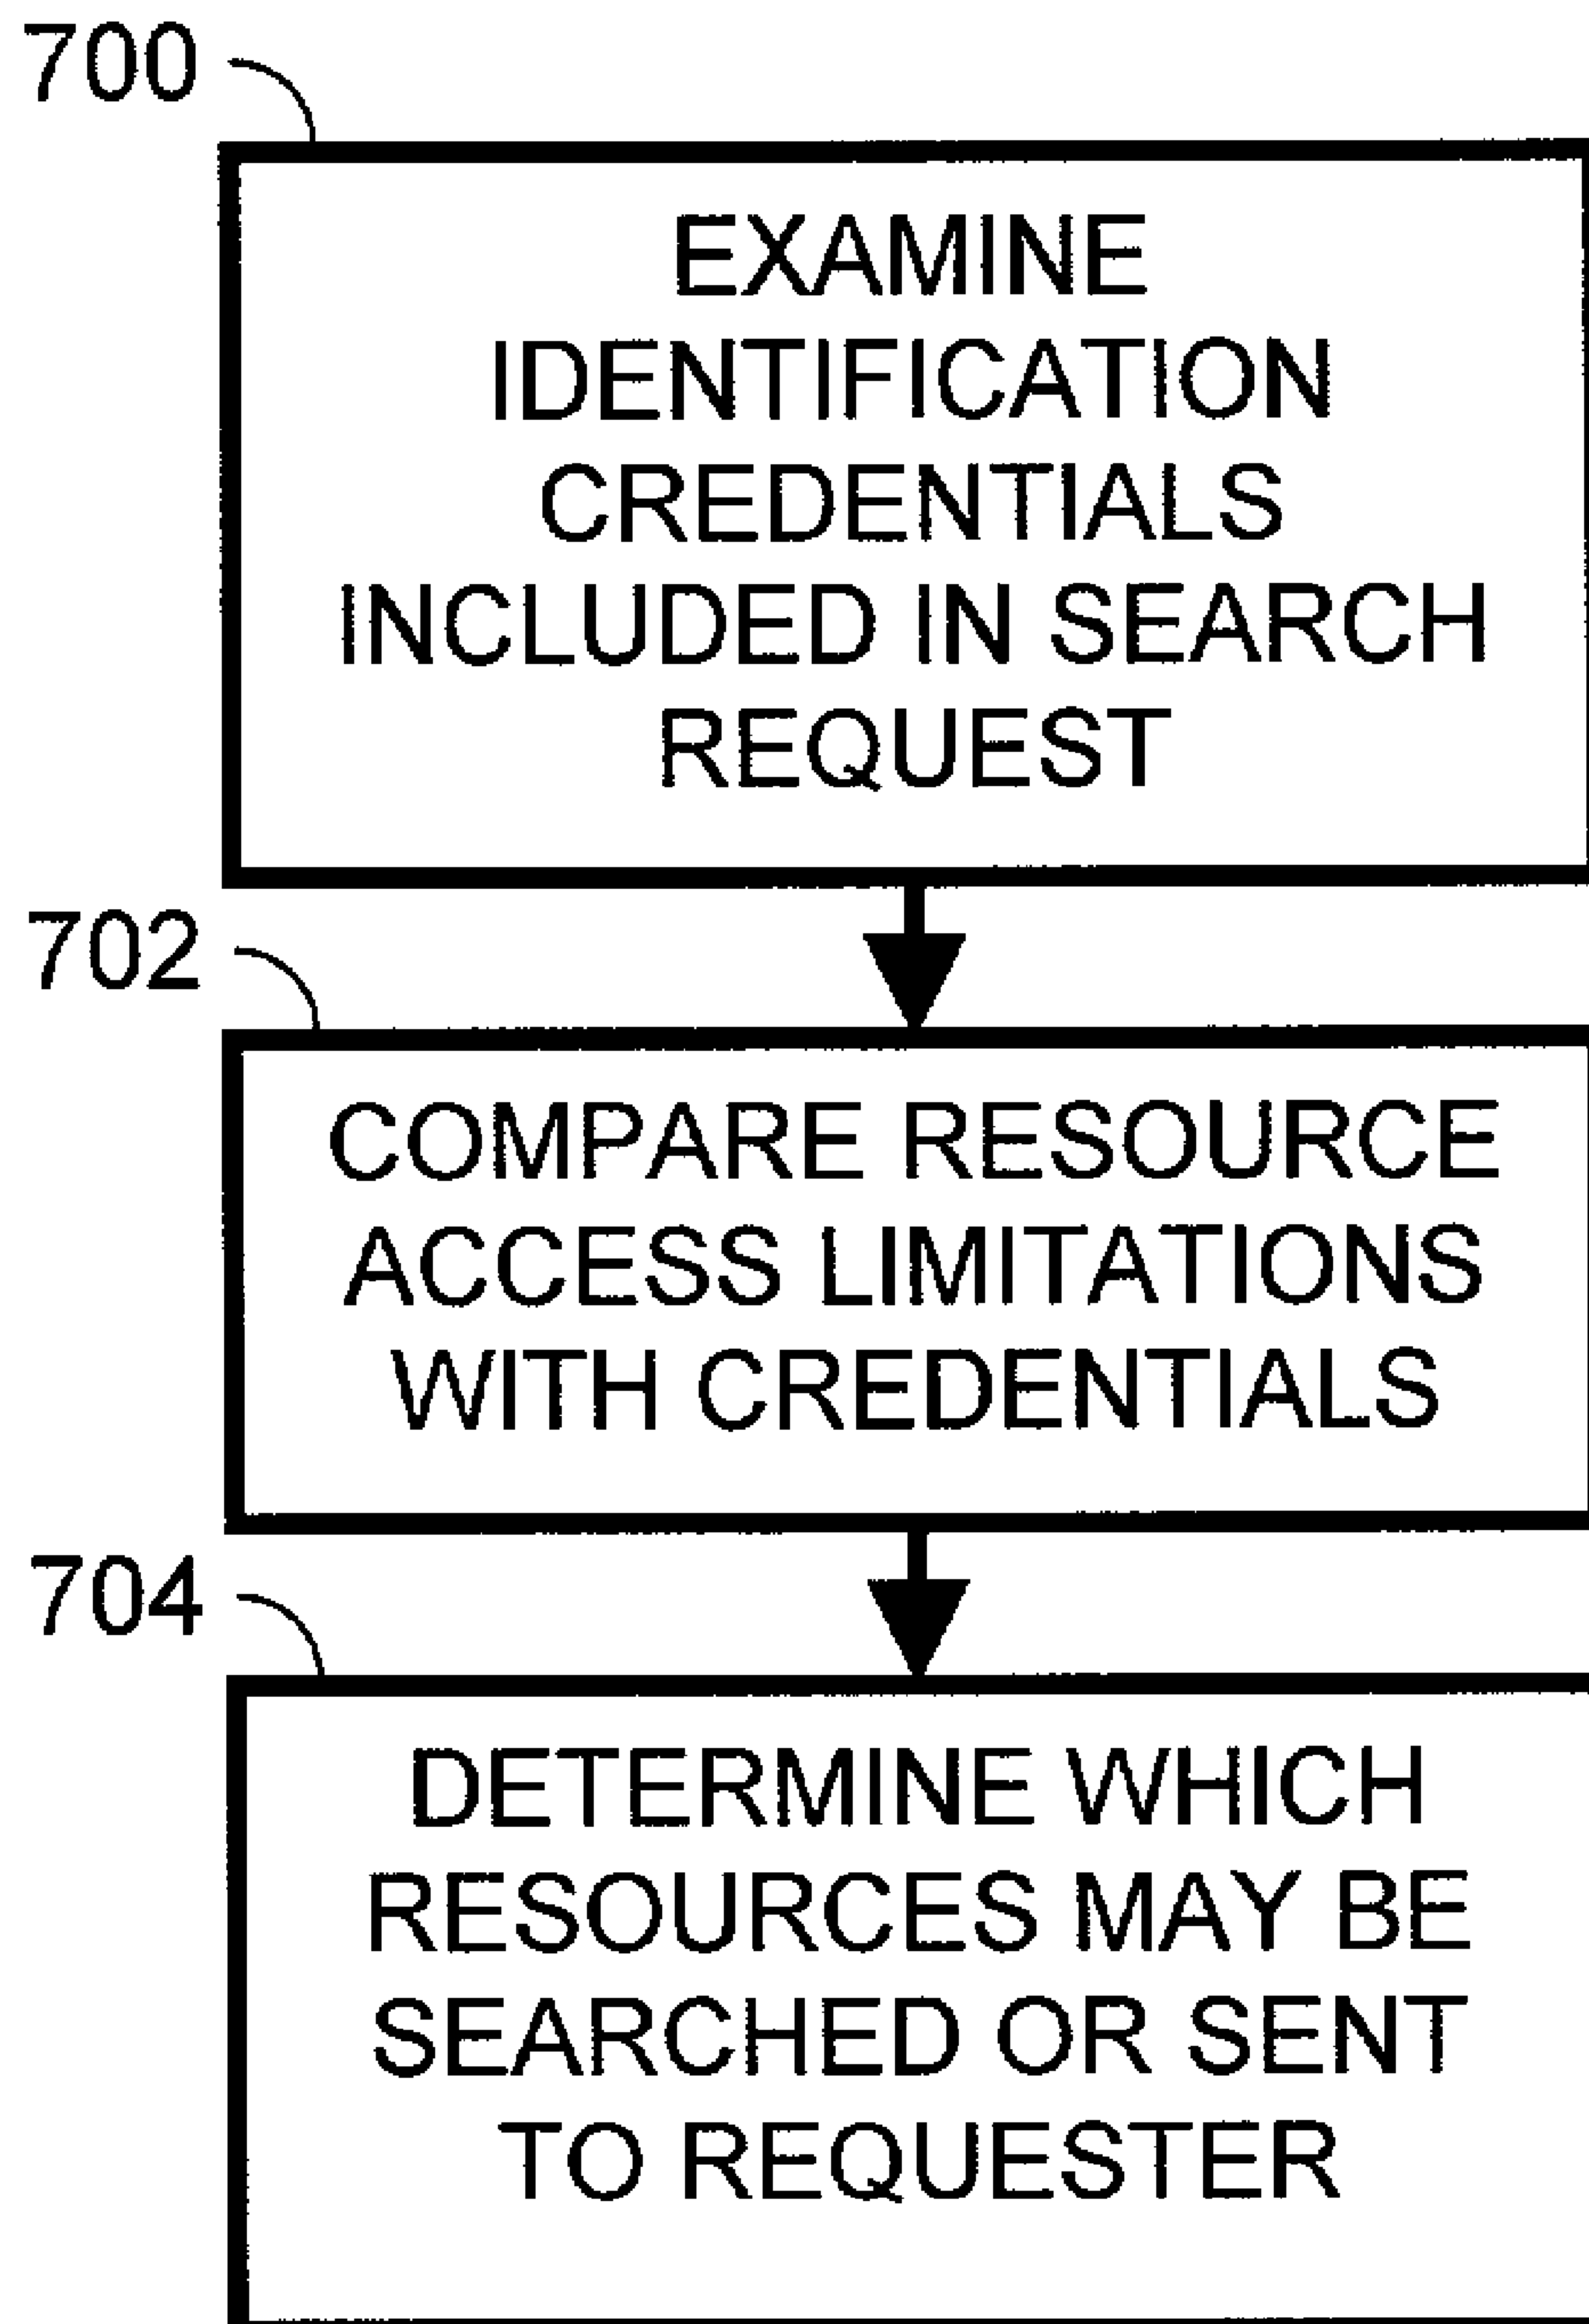 700
EXAMINE
IDENTIFICATION
CREDENTIALS
INCLUDED IN SEARCH
REQUEST
702
COMPARE RESOURCE
ACCESS LIMITATIONS
WITH CREDENTIALS
704
DETERMINE WHICH
RESOURCES MAY BE
SEARCHED OR SENT
TO REQUESTER